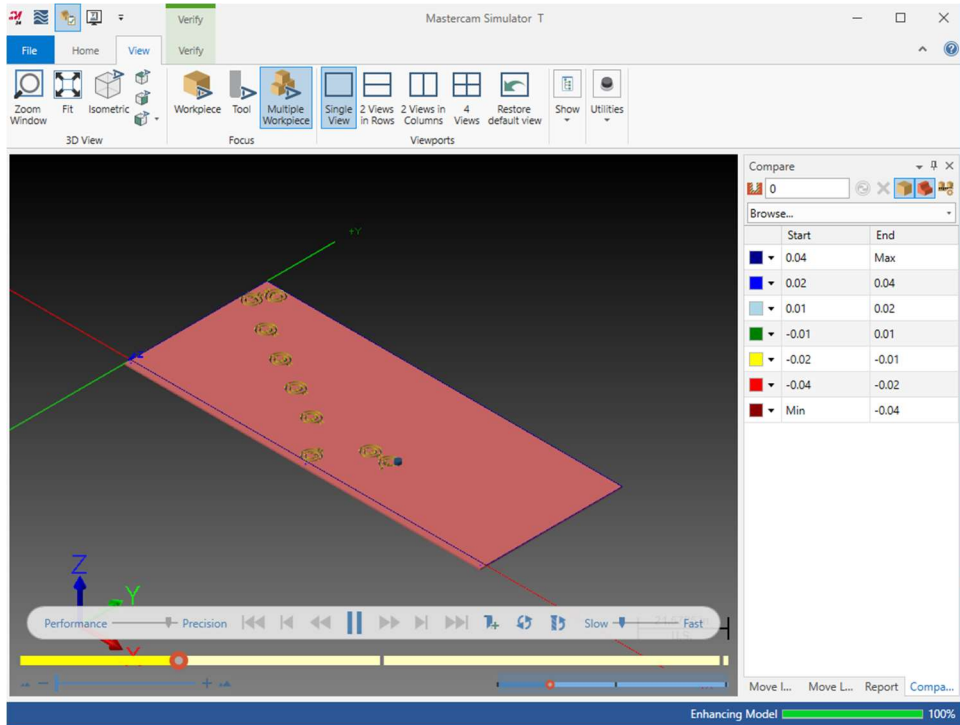 Verify
Mastercam Simulator T
File Home View Verify
Zoom Window
Fit
Isometric
3D View
Workpiece
Tool
Multiple Workpiece
Focus
Single View
2 Views in Rows
2 Views in Columns
4 Views
Restore default view
Viewports
Show
Utilities
Compare
0
Browse...
Start End
0.04 Max
0.02 0.04
0.01 0.02
-0.01 0.01
-0.02 -0.01
-0.04 -0.02
Min -0.04
+Y
Z
Y
X
Performance Precision Slow Fast
Move I... Move L... Report Compa...
Enhancing Model 100%